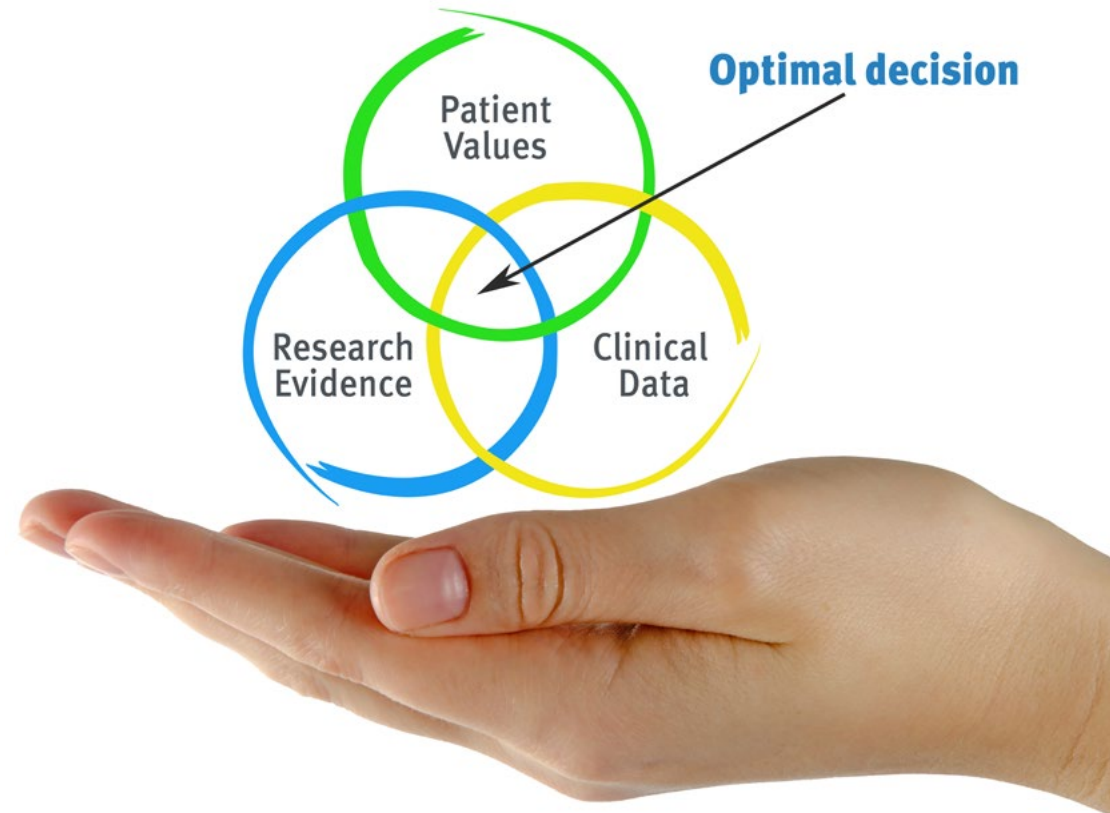 Optimal decision
Patient
Values
Research
Evidence
Clinical
Data